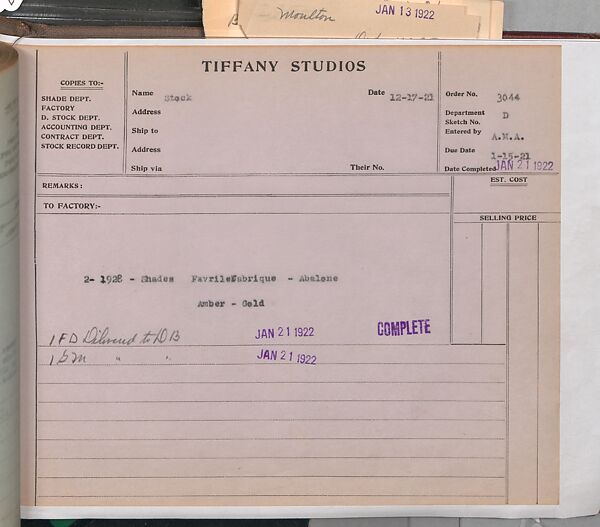 Moulton
JAN 13 1922
TIFFANY STUDIOS
COPIES TO:-
SHADE DEPT.
FACTORY
D. STOCK DEPT.
ACCOUNTING DEPT.
CONTRACT DEPT.
STOCK RECORD DEPT.
Name Stock
Date 12-17-21
Address
Ship to
Address
Ship via
Their No.
Order No. 3044
Department D
Sketch No.
Entered by A.M.A.
Due Date 1-15-21
Date Completed JAN 21 1922
REMARKS:
EST. COST
TO FACTORY:-
SELLING PRICE
2- 1928 - Shades FavrileFabrique - Abalone
Amber - Gold
1 FD Delivered to DB JAN 21 1922 COMPLETE
1 " " JAN 21 1922